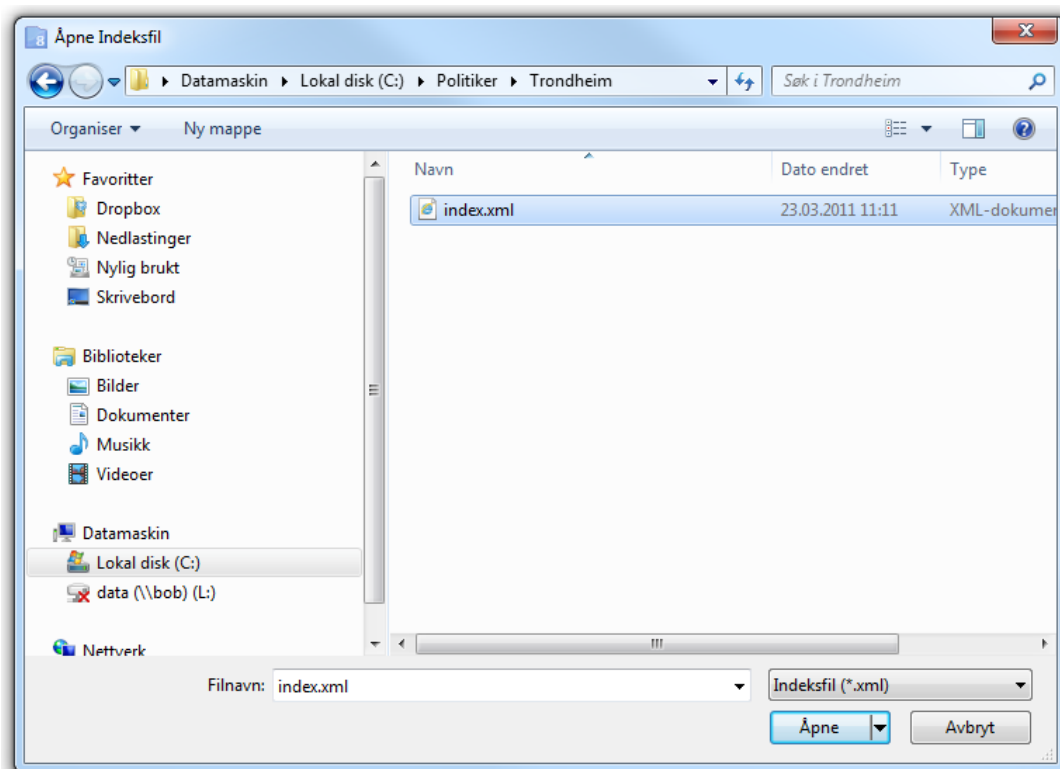 Åpne Indeksfil
Datamaskin Lokal disk (C:) Politiker Trondheim Søk i Trondheim
Organiser Ny mappe
Navn Dato endret Type
index.xml 23.03.2011 11:11 XML-dokumer
Favoritter
Dropbox
Nedlastinger
Nylig brukt
Skrivebord
Biblioteker
Bilder
Dokumenter
Musikk
Videoer
Datamaskin
Lokal disk (C:)
data (\\bob) (L:)
Nettverk
Filnavn: index.xml Indeksfil (*.xml)
Åpne Avbryt